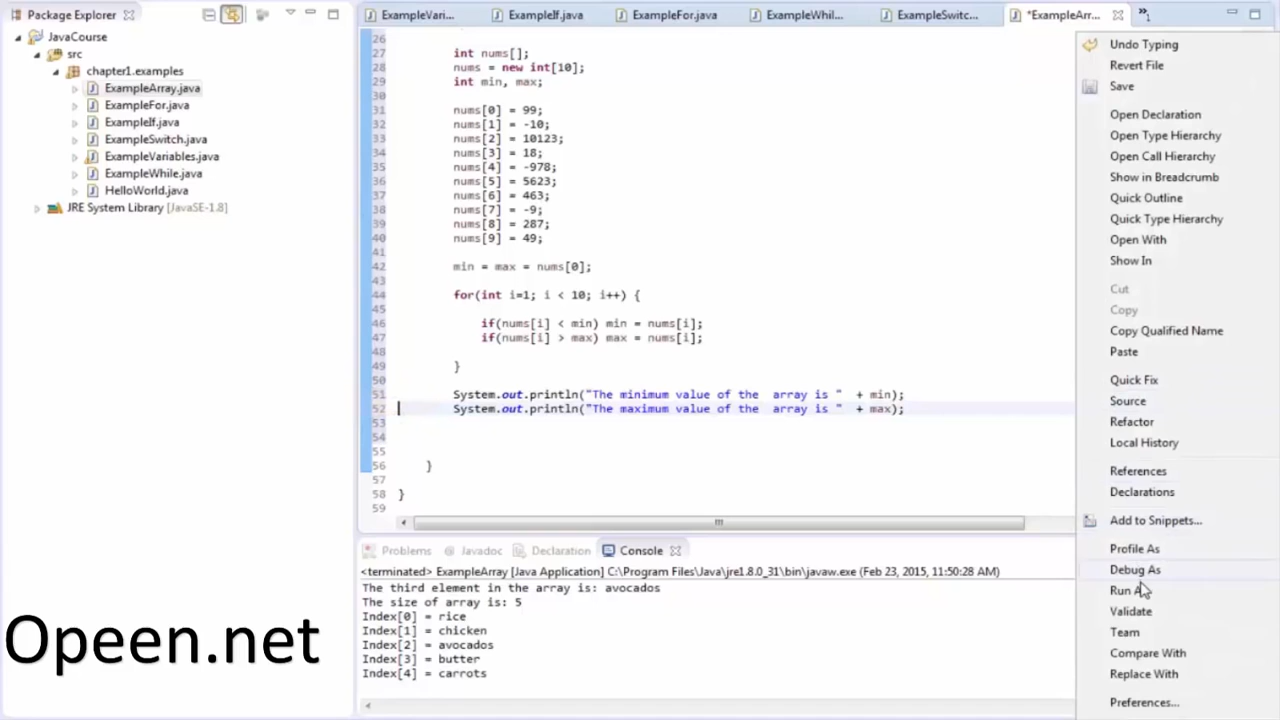 Package Explorer
JavaCourse
src
chapter1.examples
ExampleArray.java
ExampleFor.java
ExampleIf.java
ExampleSwitch.java
ExampleVariables.java
ExampleWhile.java
HelloWorld.java
JRE System Library [JavaSE-1.8]
ExampleVari... ExampleIf.java ExampleFor.java ExampleWhil... ExampleSwitc... *ExampleArr... »1
26
27 int nums[];
28 nums = new int[10];
29 int min, max;
30
31 nums[0] = 99;
32 nums[1] = -10;
33 nums[2] = 10123;
34 nums[3] = 18;
35 nums[4] = -978;
36 nums[5] = 5623;
37 nums[6] = 463;
38 nums[7] = -9;
39 nums[8] = 287;
40 nums[9] = 49;
41
42 min = max = nums[0];
43
44 for(int i=1; i < 10; i++) {
45
46 if(nums[i] < min) min = nums[i];
47 if(nums[i] > max) max = nums[i];
48
49 }
50
51 System.out.println("The minimum value of the  array is "  + min);
52 System.out.println("The maximum value of the  array is "  + max);
53
54
55
56 }
57
58 }
59
Undo Typing
Revert File
Save
Open Declaration
Open Type Hierarchy
Open Call Hierarchy
Show in Breadcrumb
Quick Outline
Quick Type Hierarchy
Open With
Show In
Cut
Copy
Copy Qualified Name
Paste
Quick Fix
Source
Refactor
Local History
References
Declarations
Add to Snippets...
Profile As
Debug As
Run As
Validate
Team
Compare With
Replace With
Preferences...
Problems @ Javadoc Declaration Console
<terminated> ExampleArray [Java Application] C:\Program Files\Java\jre1.8.0_31\bin\javaw.exe (Feb 23, 2015, 11:50:28 AM)
The third element in the array is: avocados
The size of array is: 5
Index[0] = rice
Index[1] = chicken
Index[2] = avocados
Index[3] = butter
Index[4] = carrots
Opeen.net